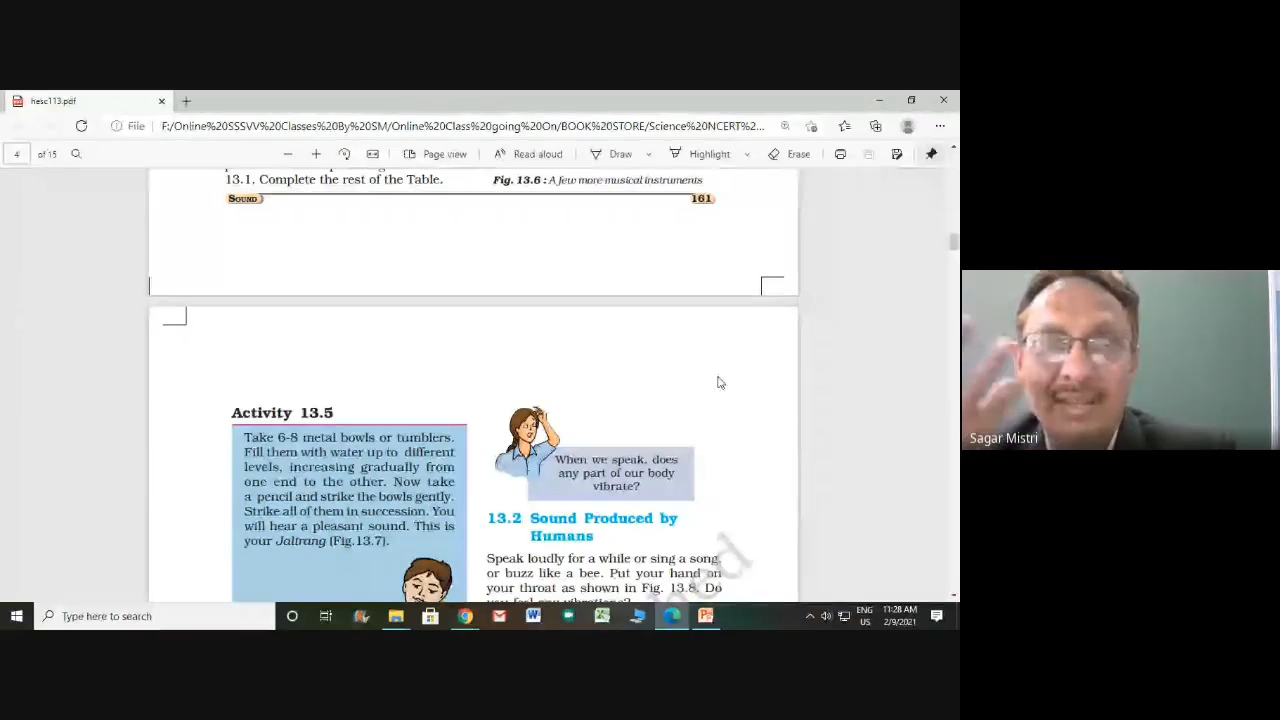 hesc113.pdf
File
F:/Online%20SSSVV%20Classes%20By%20SM/Online%20Class%20going%20On/BOOK%20STORE/Science%20NCERT%2...
4 of 15
Page view
Read aloud
Draw
Highlight
Erase
13.1. Complete the rest of the Table.
Fig. 13.6 : A few more musical instruments
SOUND
161
Activity 13.5
Take 6-8 metal bowls or tumblers.
Fill them with water up to different
levels, increasing gradually from
one end to the other. Now take
a pencil and strike the bowls gently.
Strike all of them in succession. You
will hear a pleasant sound. This is
your Jaltrang (Fig.13.7).
When we speak, does
any part of our body
vibrate?
13.2 Sound Produced by
Humans
Speak loudly for a while or sing a song,
or buzz like a bee. Put your hand on
your throat as shown in Fig. 13.8. Do
you feel any vibrations?
Sagar Mistri
Type here to search
ENG
US
11:28 AM
2/9/2021